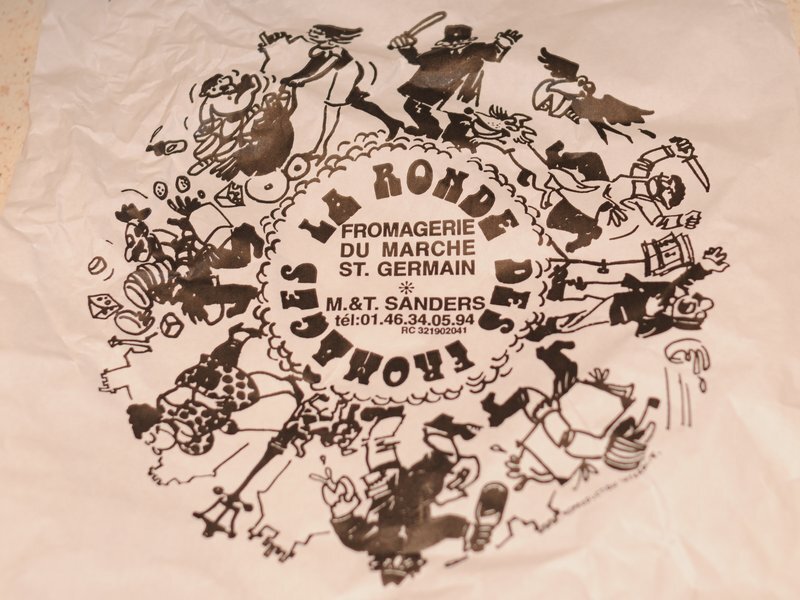 LA RONDE DES FROMAGES
FROMAGERIE
DU MARCHE
ST. GERMAIN
M.&T. SANDERS
tél:01.46.34.05.94
RC 321902041